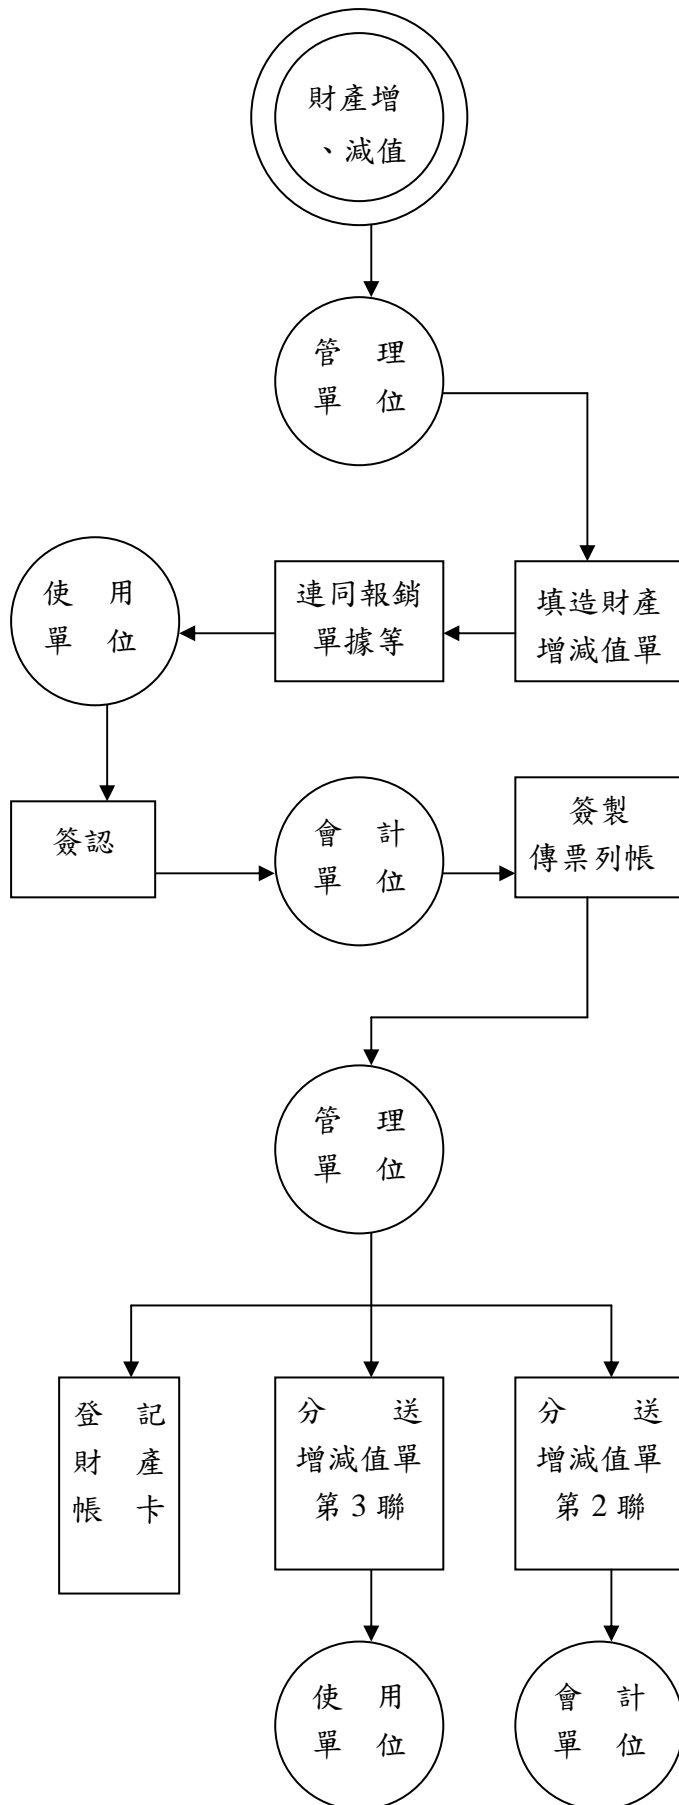 財產增
、減值
管 理
單 位
填造財產
增減值單
連同報銷
單據等
使 用
單 位
簽認
會 計
單 位
簽製
傳票列帳
管 理
單 位
登 記
財 產
帳 卡
分 送
增減值單
第 3 聯
分 送
增減值單
第 2 聯
使 用
單 位
會 計
單 位